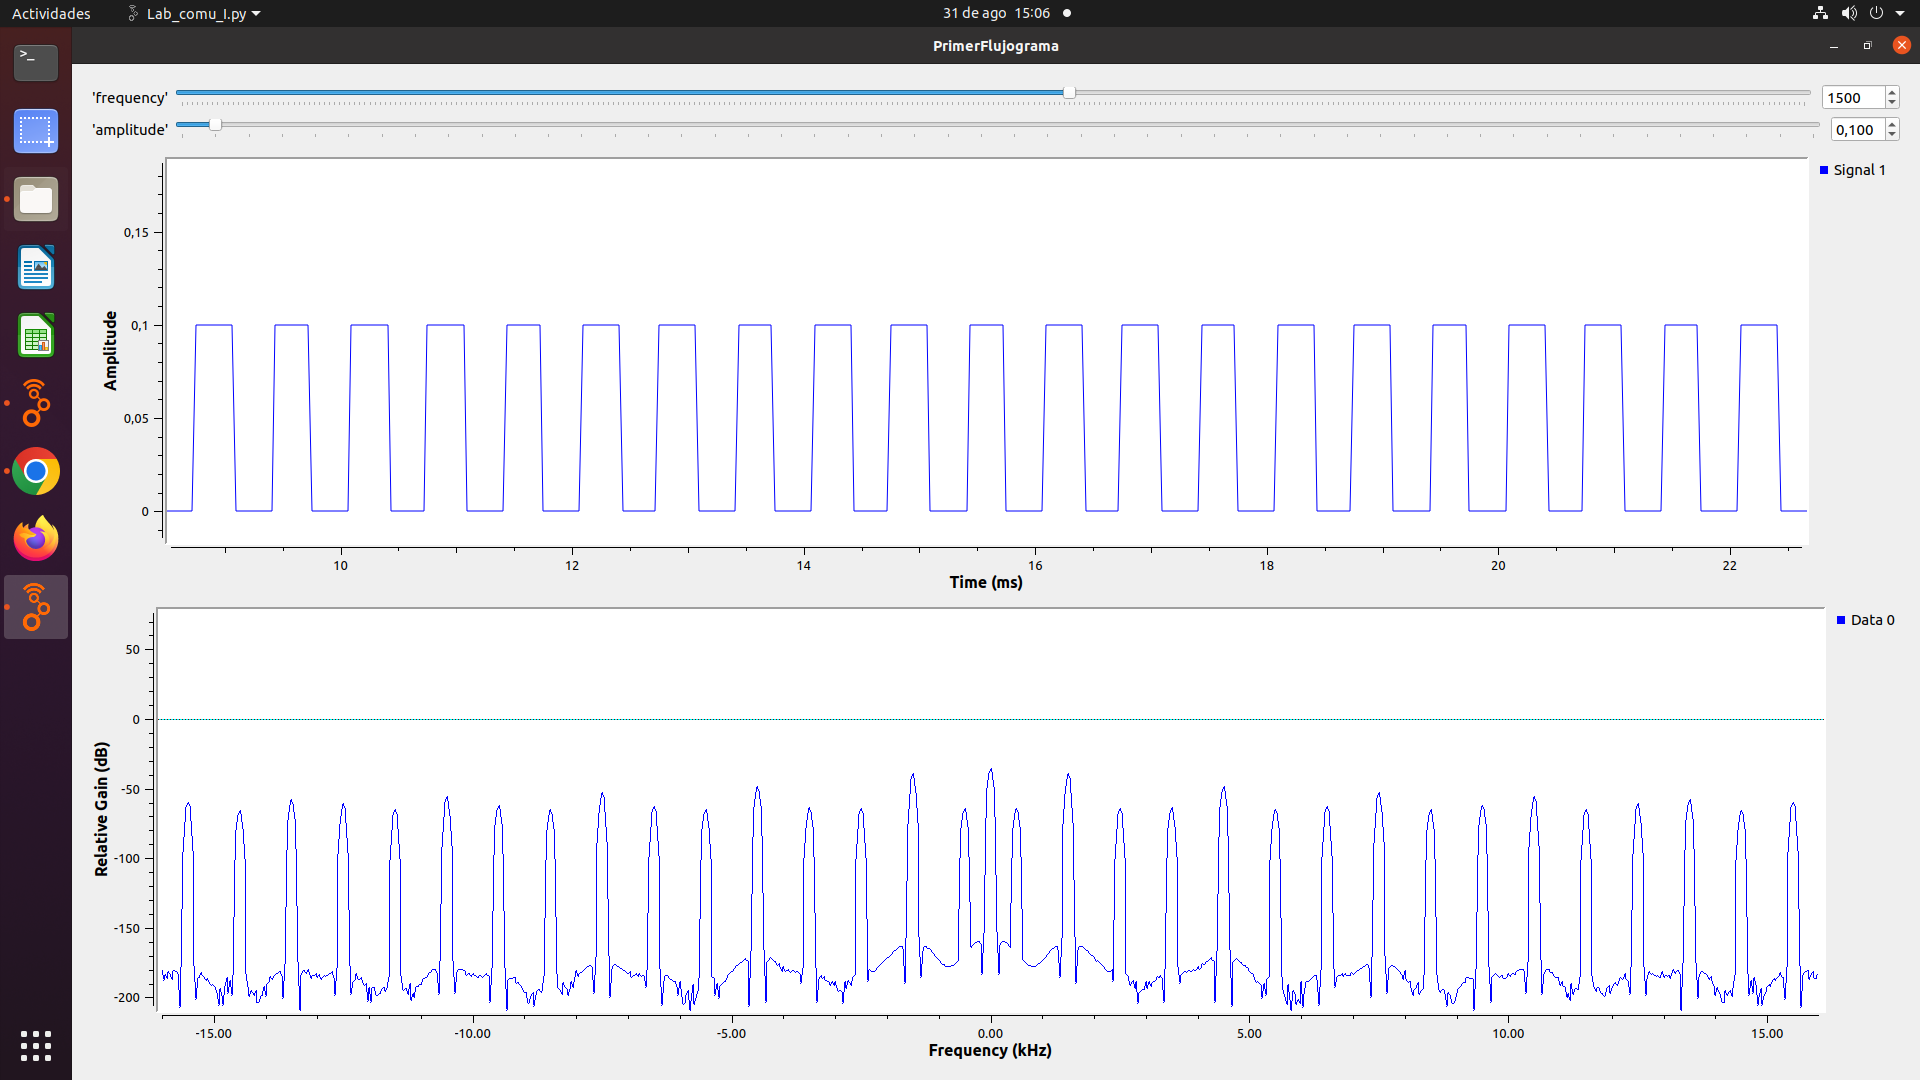 Actividades Lab_comu_I.py 31 de ago 15:06
PrimerFlujograma
'frequency' 1500
'amplitude' 0,100
Signal 1
0,15
0,1
0,05
0
Amplitude
10 12 14 16 18 20 22
Time (ms)
Data 0
50
0
-50
-100
-150
-200
Relative Gain (dB)
-15.00 -10.00 -5.00 0.00 5.00 10.00 15.00
Frequency (kHz)